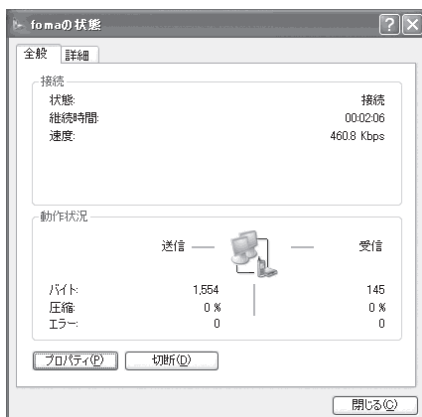 fomaの状態
全般 詳細
接続
状態: 接続
継続時間: 00:02:06
速度: 460.8 Kbps
動作状況
送信 受信
バイト: 1,554 145
圧縮: 0 % 0 %
エラー: 0 0
プロパティ(P) 切断(D)
閉じる(C)